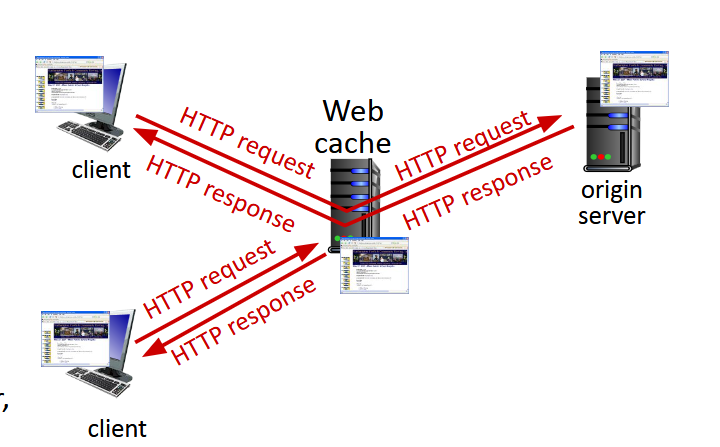 Web
cache
HTTP request
HTTP response
client
HTTP request
HTTP response
origin
server
HTTP request
HTTP response
client
r,